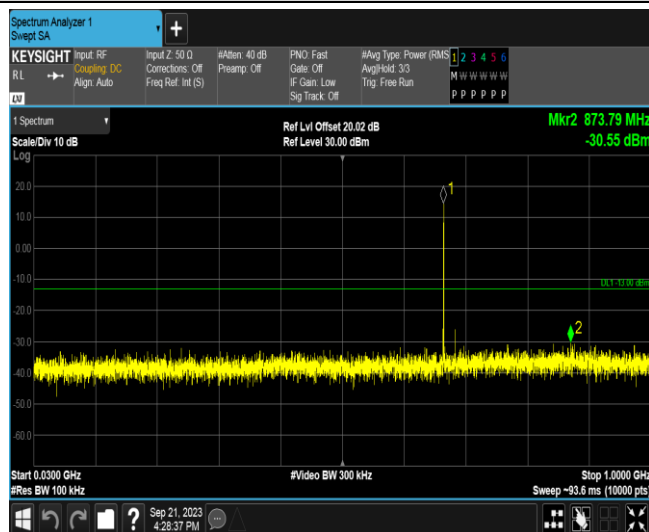 Spectrum Analyzer 1
Swept SA
+
KEYSIGHT
RL
LXI
Input: RF
Coupling: DC
Align: Auto
Input Z: 50 Ω
Corrections: Off
Freq Ref: Int (S)
#Atten: 40 dB
Preamp: Off
PNO: Fast
Gate: Off
IF Gain: Low
Sig Track: Off
#Avg Type: Power (RMS
Avg|Hold: 3/3
Trig: Free Run
1 2 3 4 5 6
M W W W W W
P P P P P P
1 Spectrum
Scale/Div 10 dB
Log
Ref Lvl Offset 20.02 dB
Ref Level 30.00 dBm
Mkr2 873.79 MHz
-30.55 dBm
20.0
10.0
0.00
-10.0
-20.0
-30.0
-40.0
-50.0
-60.0
1
DL1 -13.00 dBm
2
Start 0.0300 GHz
#Res BW 100 kHz
#Video BW 300 kHz
Stop 1.0000 GHz
Sweep ~93.6 ms (10000 pts)
?
Sep 21, 2023
4:28:37 PM